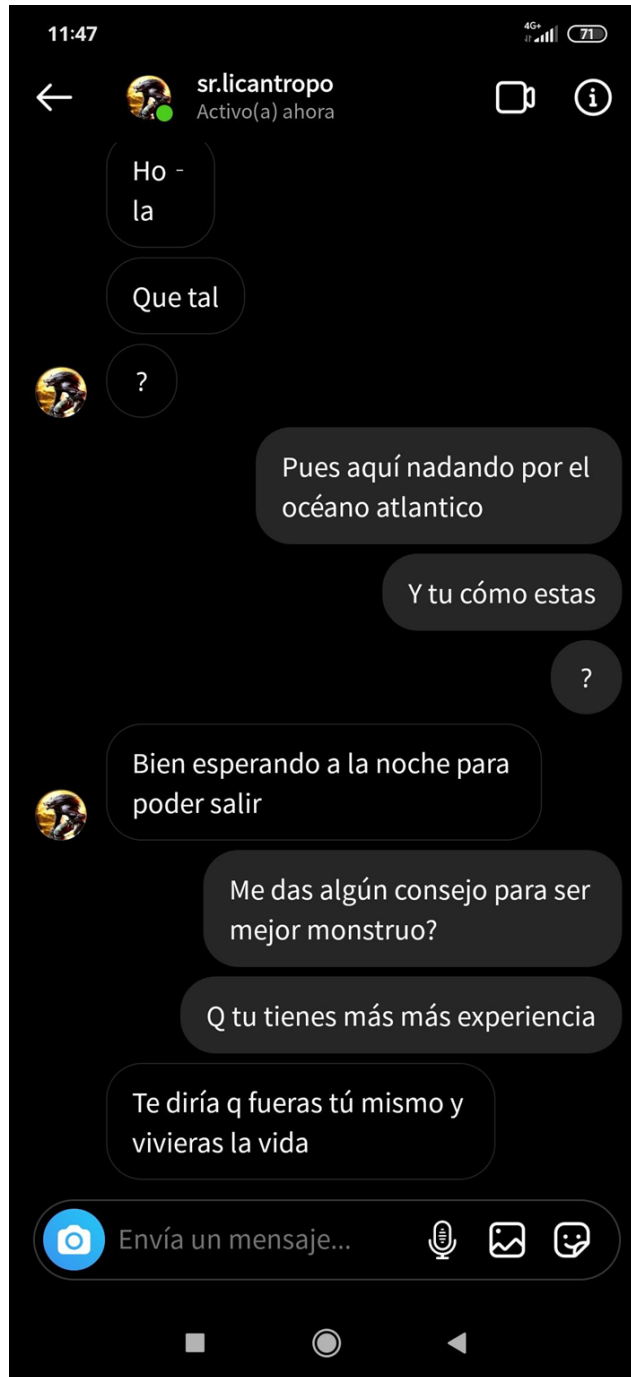 11:47
4G+
71
sr.licantropo
Activo(a) ahora
Ho -
la
Que tal
?
Pues aquí nadando por el
océano atlantico
Y tu cómo estas
?
Bien esperando a la noche para
poder salir
Me das algún consejo para ser
mejor monstruo?
Q tu tienes más más experiencia
Te diría q fueras tú mismo y
vivieras la vida
Envía un mensaje...